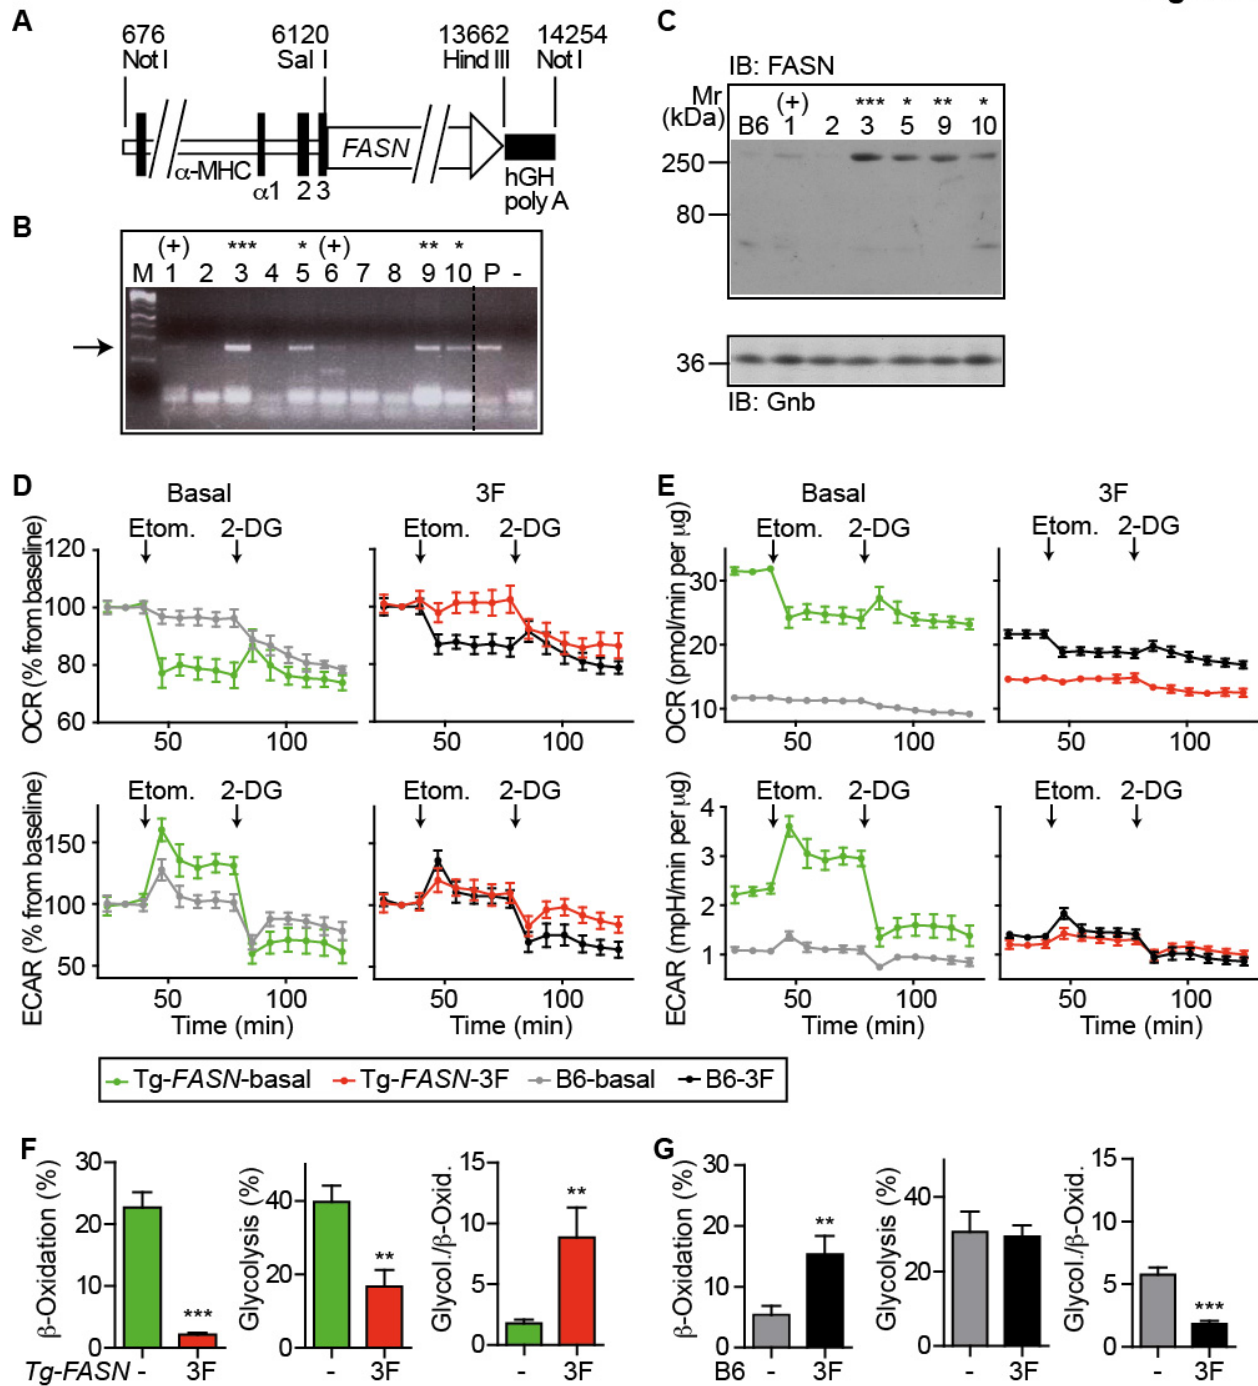 A
676
Not I
6120
Sal I
13662
Hind III
14254
Not I
α-MHC
α1
2 3
FASN
hGH
poly A
B
(+) *** * (+) ** *
M 1 2 3 4 5 6 7 8 9 10 P -
C
IB: FASN
Mr
(kDa)
(+) *** * ** *
B6 1 2 3 5 9 10
250
80
36
IB: Gnb
D
Basal
3F
Etom. 2-DG
Etom. 2-DG
OCR (% from baseline)
120
100
80
60
50 100
50 100
Etom. 2-DG
Etom. 2-DG
ECAR (% from baseline)
150
100
50
50 100
50 100
Time (min)
Time (min)
E
Basal
3F
Etom. 2-DG
Etom. 2-DG
OCR (pmol/min per µg)
30
20
10
50 100
50 100
Etom. 2-DG
Etom. 2-DG
ECAR (mpH/min per µg)
4
3
2
1
50 100
50 100
Time (min)
Time (min)
Tg-FASN-basal Tg-FASN-3F B6-basal B6-3F
F
β-Oxidation (%)
30
20
10
0
***
Tg-FASN - 3F
Glycolysis (%)
40
20
0
**
- 3F
Glycol./β-Oxid.
15
10
5
0
**
- 3F
G
β-Oxidation (%)
30
20
10
0
**
B6 - 3F
Glycolysis (%)
40
20
0
- 3F
Glycol./β-Oxid.
15
10
5
0
***
- 3F